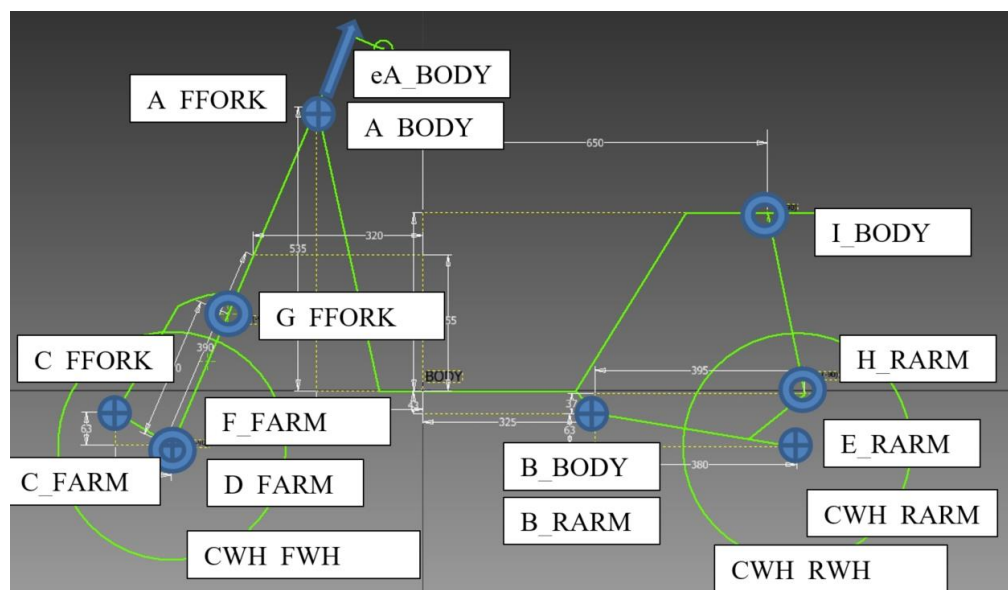 eA_BODY
A FFORK
A BODY
650
I_BODY
320
535
G FFORK
55
C FFORK
390
BODY
H_RARM
395
37
63
F_FARM
325
63
E_RARM
C_FARM
D FARM
B_BODY
380
B_RARM
CWH RARM
CWH FWH
CWH RWH